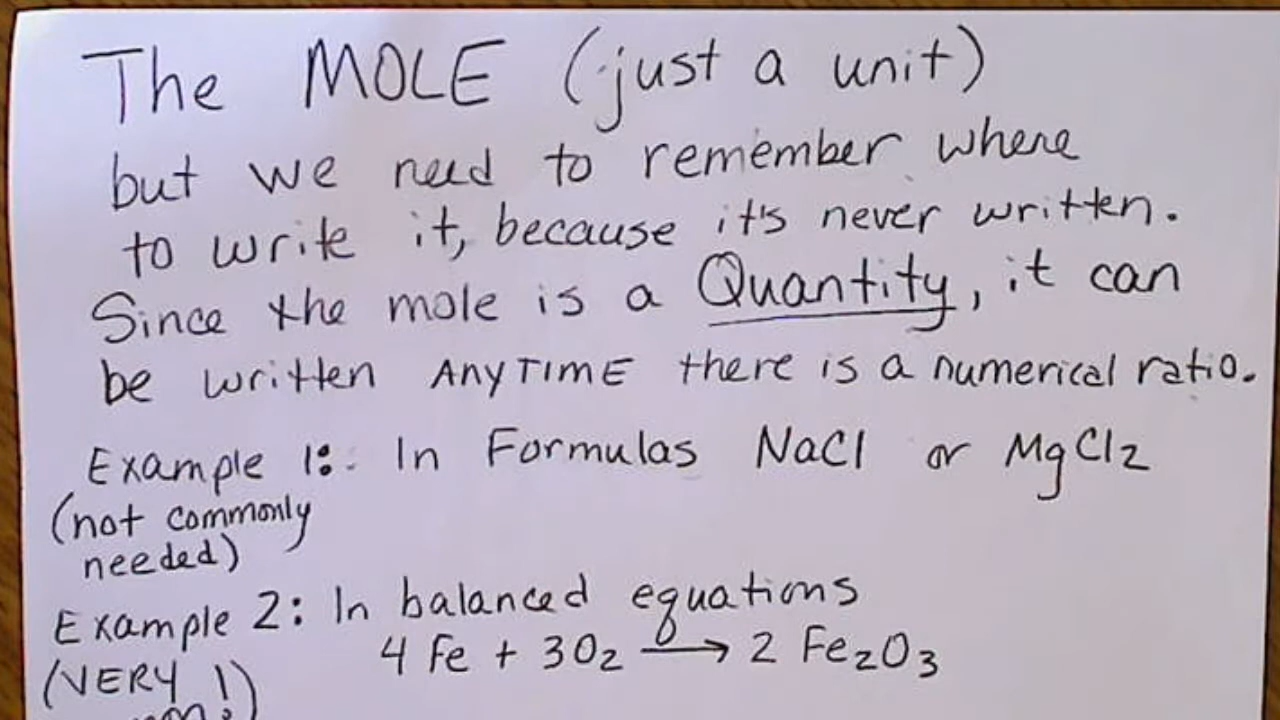 The MOLE (just a unit)
but we need to remember where
to write it, because it's never written.
Since the mole is a Quantity, it can
be written ANYTIME there is a numerical ratio.
Example 1: In Formulas NaCl or MgCl2
(not commonly
needed)
Example 2: In balanced equations
4 Fe + 3O2 → 2 Fe2O3
(VERY !)